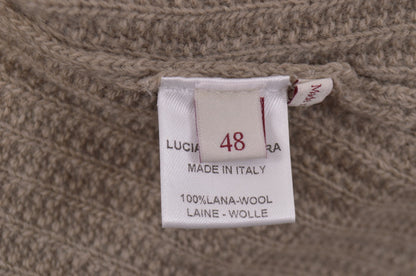 48
MADE IN ITALY
100%LANA-WOOL
LAINE - WOLLE